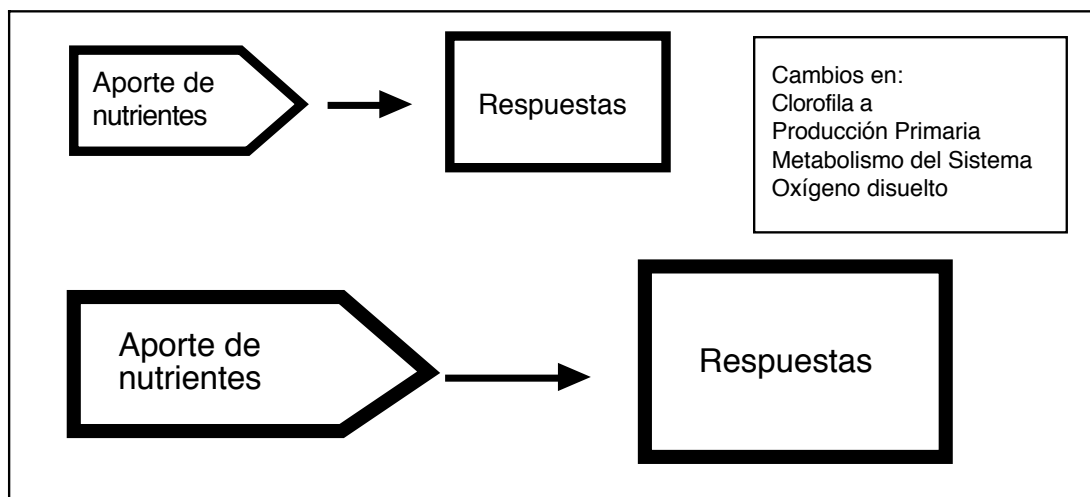 Aporte de
nutrientes
Respuestas
Cambios en:
Clorofila a
Producción Primaria
Metabolismo del Sistema
Oxígeno disuelto
Aporte de
nutrientes
Respuestas